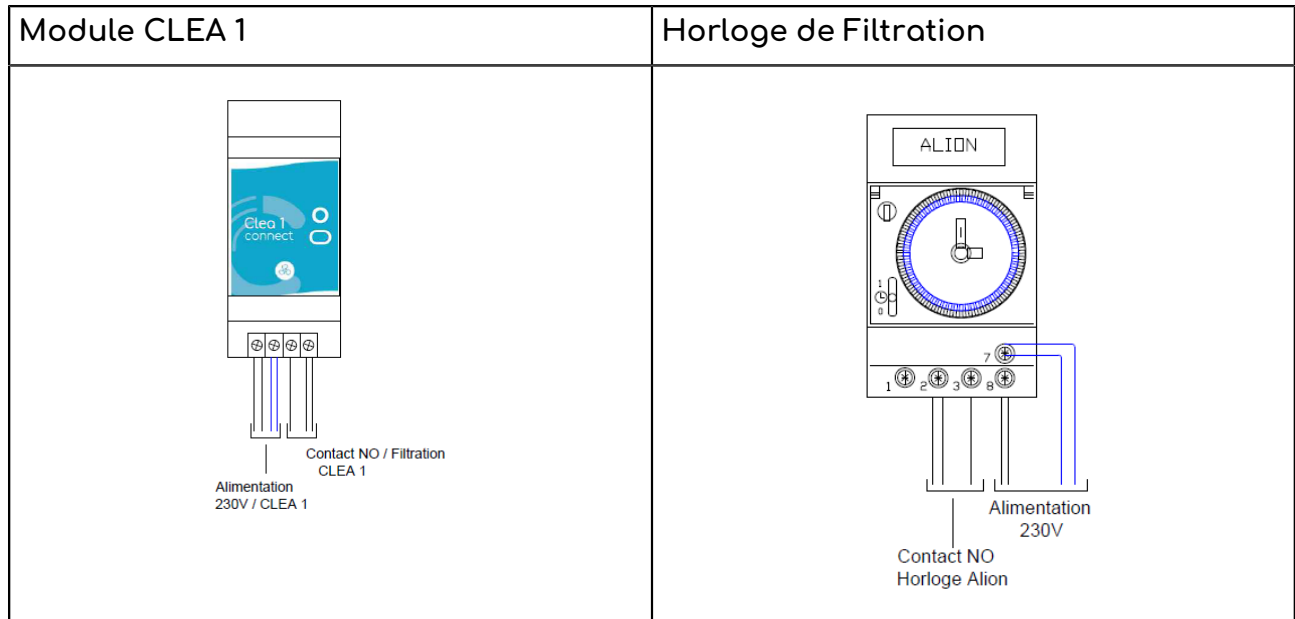 Module CLEA 1
Horloge de Filtration
Clea 1
connect
Contact NO / Filtration
CLEA 1
Alimentation
230V / CLEA 1
ALION
1
0
7
1 2 3 8
Alimentation
230V
Contact NO
Horloge Alion